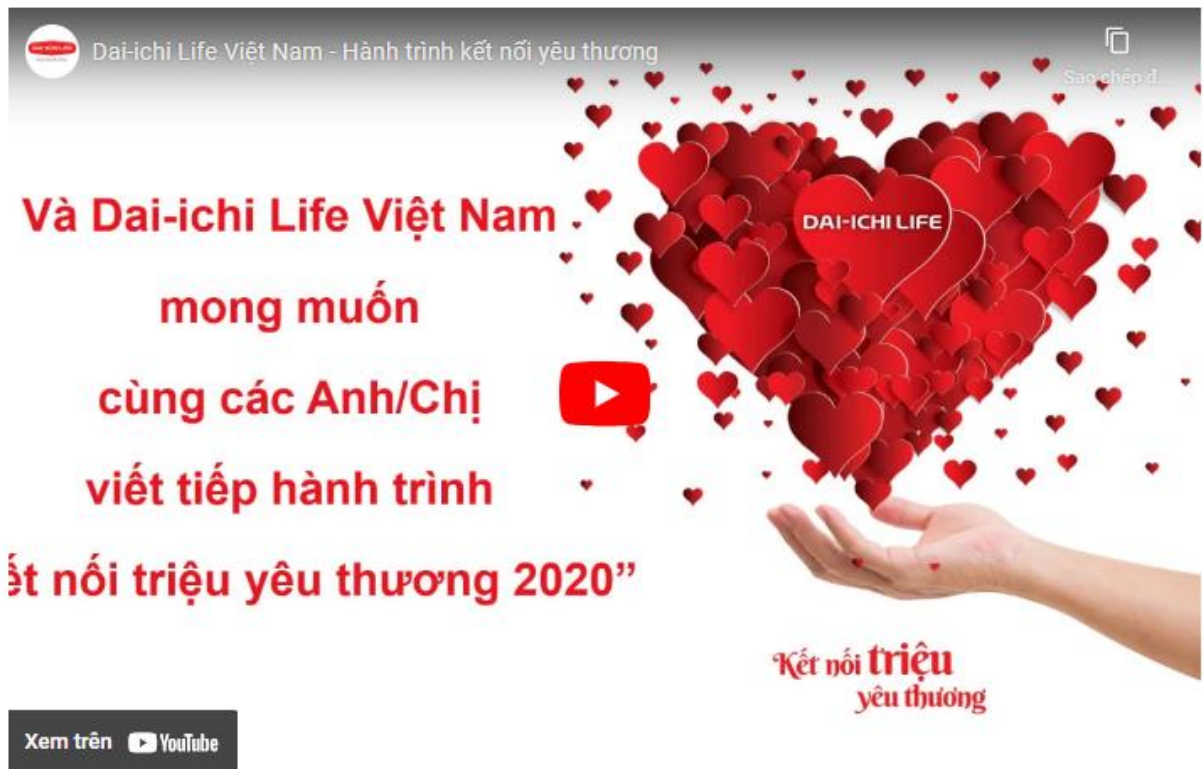 Dai-ichi Life Việt Nam - Hành trình kết nối yêu thương
Sao chép đ...
Và Dai-ichi Life Việt Nam
mong muốn
cùng các Anh/Chị
viết tiếp hành trình
ết nối triệu yêu thương 2020”
DAI-ICHI LIFE
Kết nối triệu
yêu thương
Xem trên YouTube